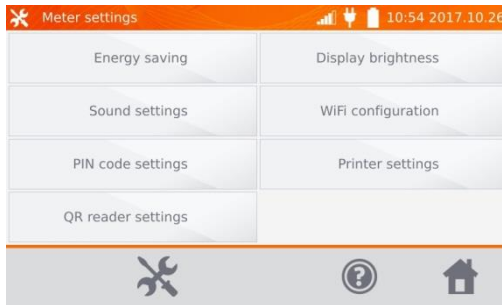 Meter settings
10:54 2017.10.26
Energy saving
Display brightness
Sound settings
WiFi configuration
PIN code settings
Printer settings
QR reader settings